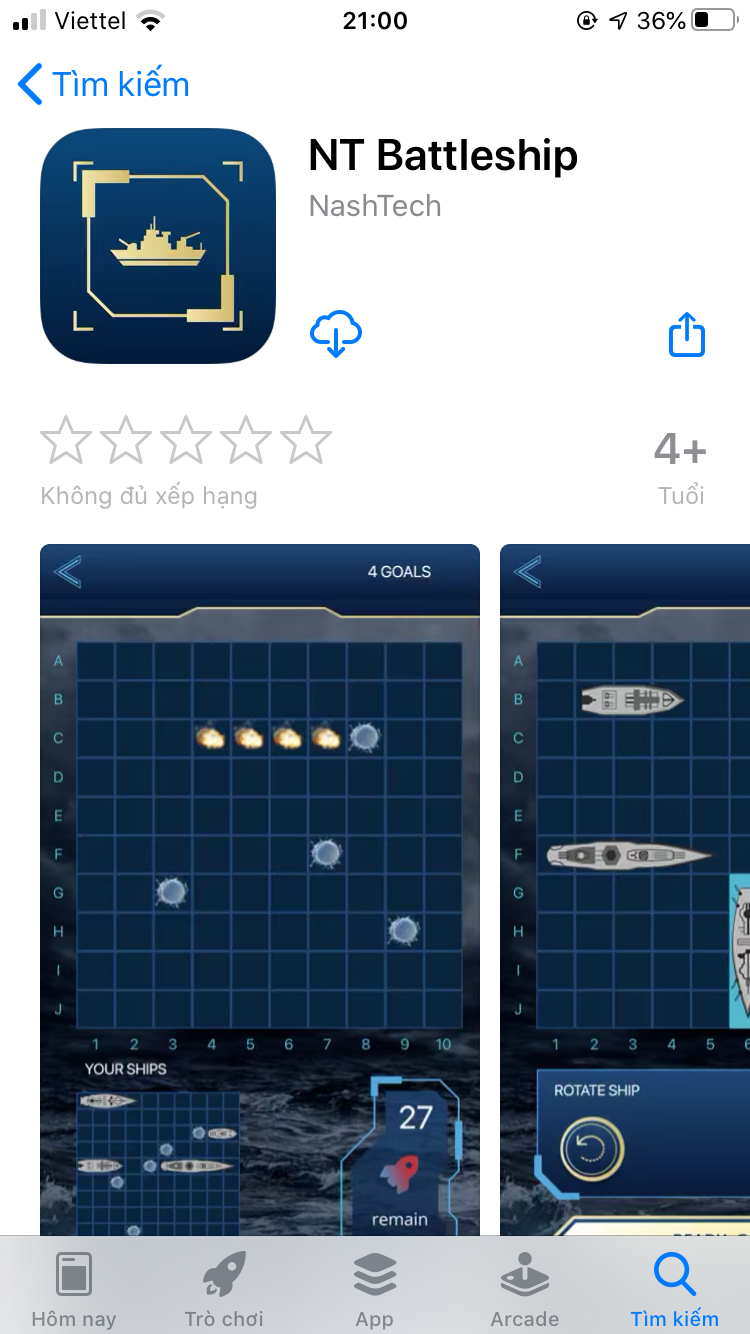 Viettel 21:00 36%
Tìm kiếm
NT Battleship
NashTech
4+
Không đủ xếp hạng Tuổi
4 GOALS
A
B
C
D
E
F
G
H
I
J
1 2 3 4 5 6 7 8 9 10
YOUR SHIPS
27
remain
A
B
C
D
E
F
G
H
I
J
1 2 3 4 5
ROTATE SHIP
Hôm nay Trò chơi App Arcade Tìm kiếm